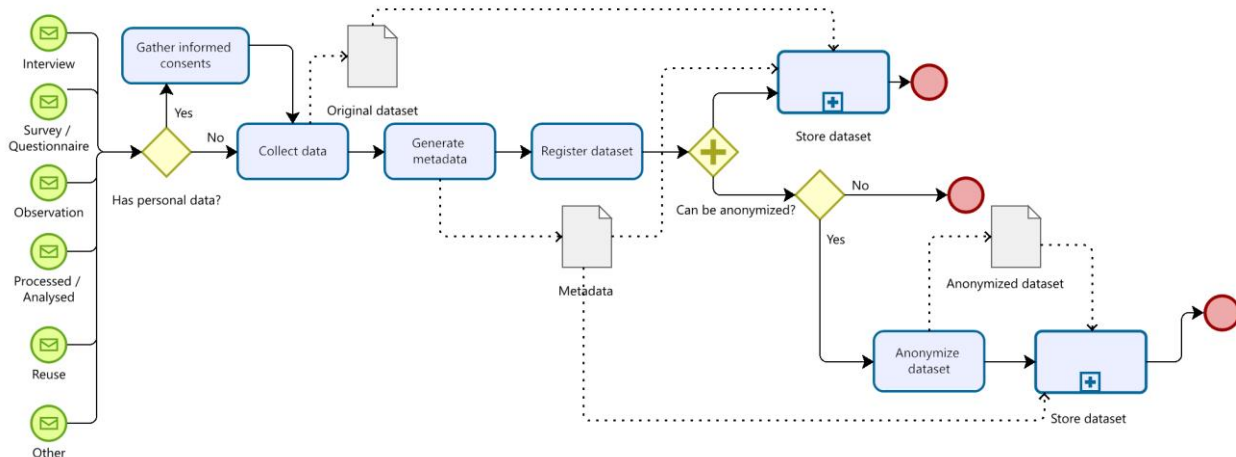 Interview
Survey /
Questionnaire
Observation
Processed /
Analysed
Reuse
Other
Has personal data?
Yes
No
Gather informed
consents
Collect data
Original dataset
Generate
metadata
Register dataset
Metadata
Store dataset
Can be anonymized?
No
Yes
Anonymize
dataset
Anonymized dataset
Store dataset